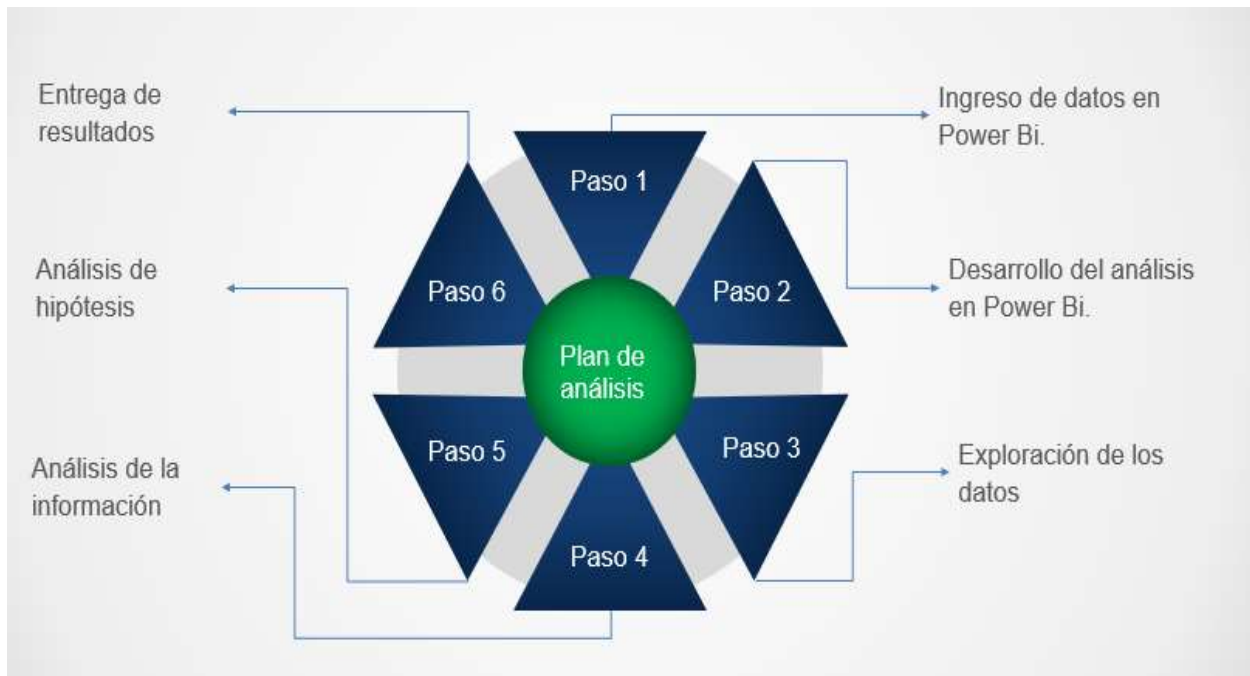 Entrega de
resultados
Ingreso de datos en
Power Bi.
Paso 1
Análisis de
hipótesis
Paso 6
Paso 2
Desarrollo del análisis
en Power Bi.
Plan de
análisis
Análisis de la
información
Paso 5
Paso 3
Exploración de los
datos
Paso 4